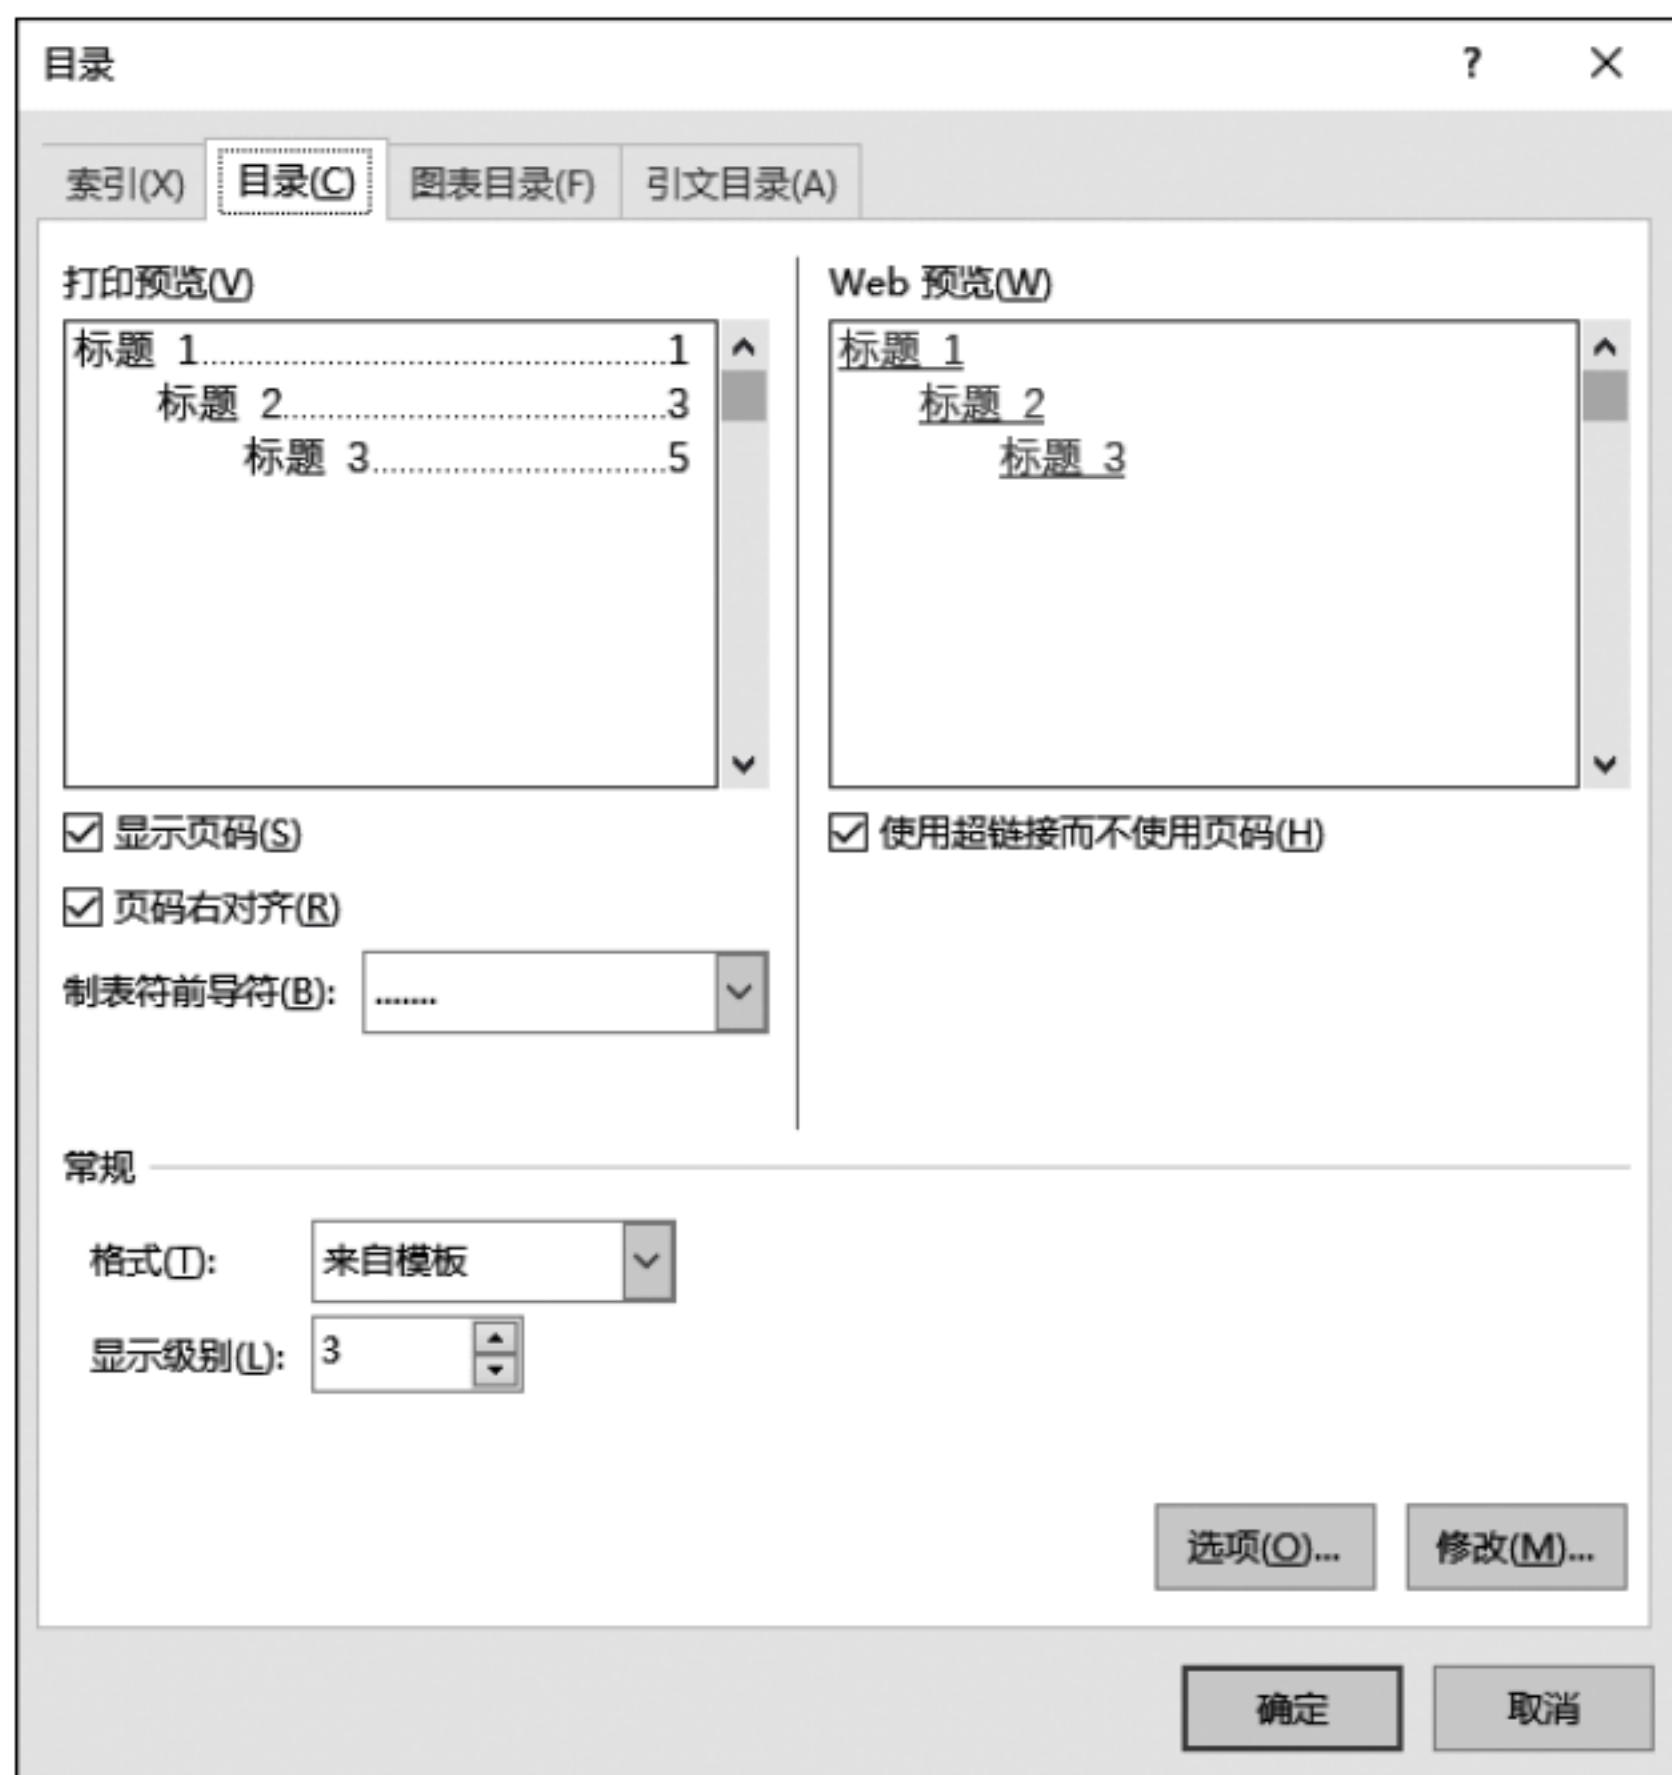 目录 ?
索引(X) 目录(C) 图表目录(F) 引文目录(A)
打印预览(V)
标题 1......................................................1
标题 2..............................................3
标题 3...................................5
显示页码(S)
页码右对齐(R)
制表符前导符(B): .......
Web 预览(W)
标题 1
标题 2
标题 3
使用超链接而不使用页码(H)
常规
格式(T): 来自模板
显示级别(L): 3
选项(O)... 修改(M)...
确定 取消